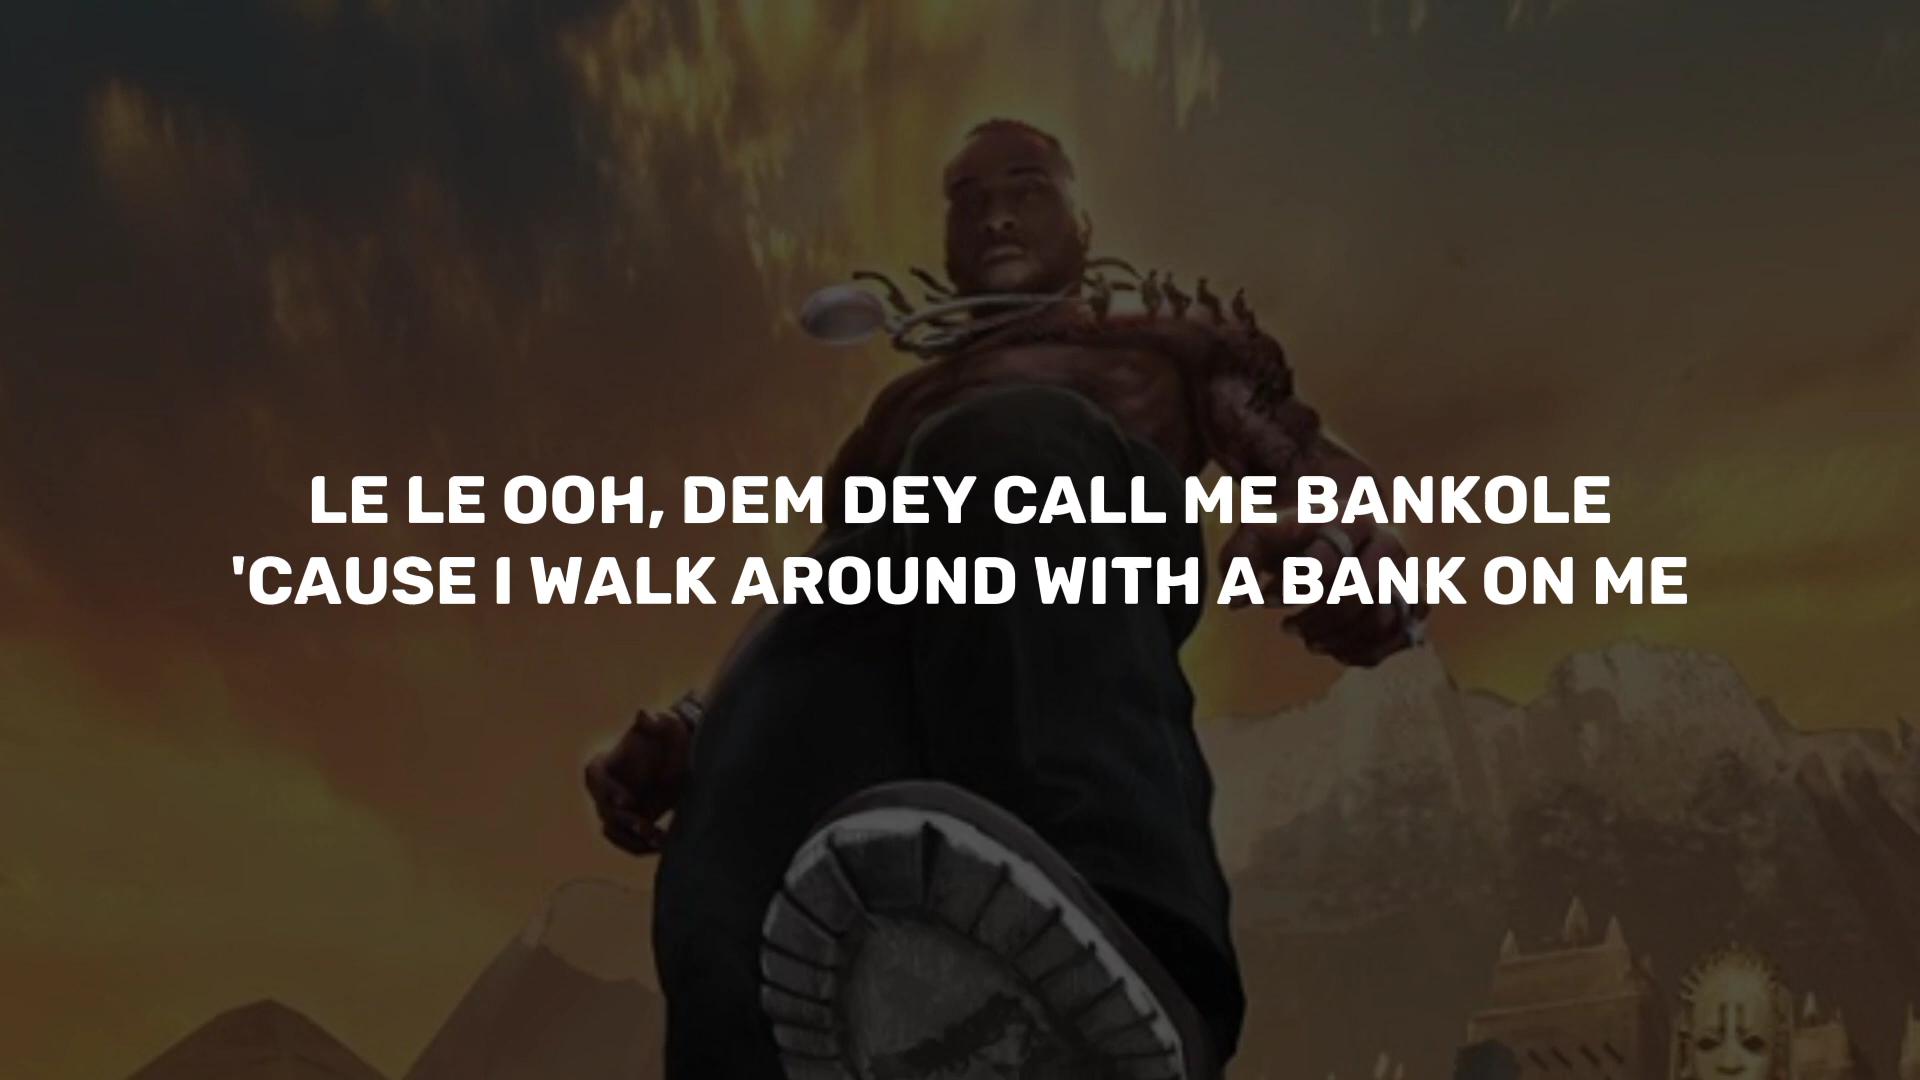 LE LE OOH, DEM DEY CALL ME BANKOLE
'CAUSE I WALK AROUND WITH A BANK ON ME